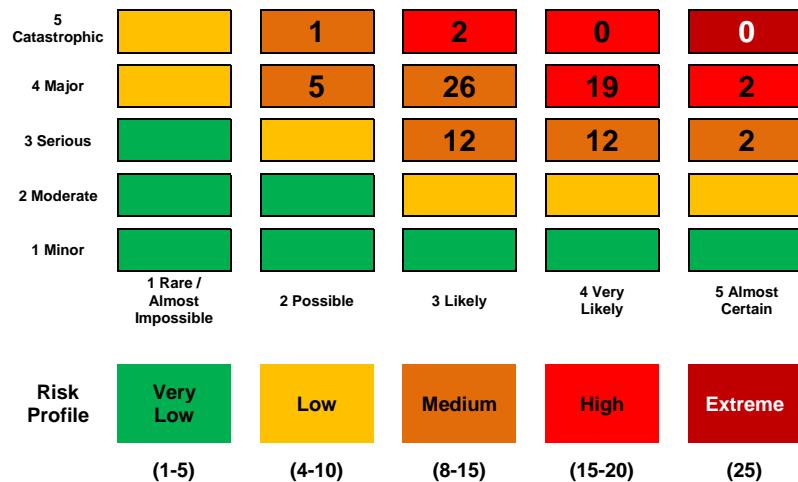 5
Catastrophic
1
2
0
0
4 Major
5
26
19
2
3 Serious
12
12
2
2 Moderate
1 Minor
1 Rare /
Almost
Impossible
2 Possible
3 Likely
4 Very
Likely
5 Almost
Certain
Risk
Profile
Very
Low
Low
Medium
High
Extreme
(1-5)
(4-10)
(8-15)
(15-20)
(25)